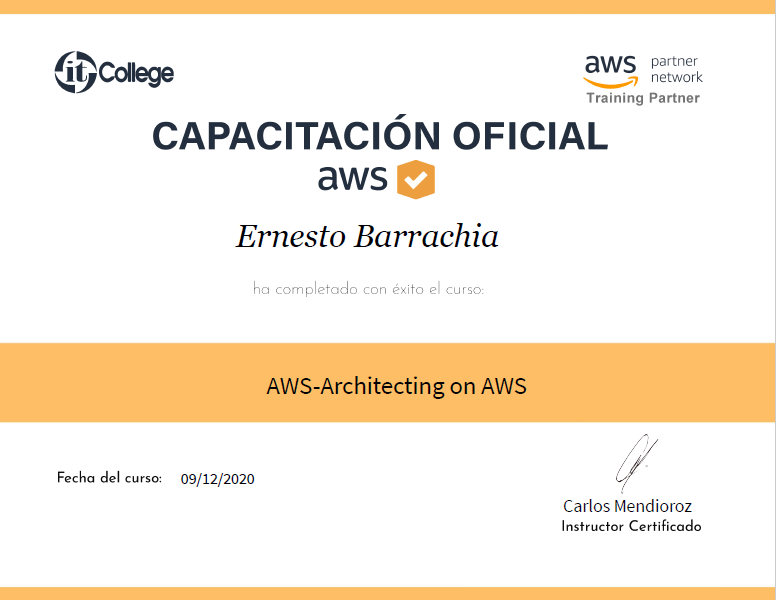 it College
aws partner network
Training Partner
CAPACITACIÓN OFICIAL
aws
Ernesto Barrachia
ha completado con éxito el curso:
AWS-Architecting on AWS
Fecha del curso: 09/12/2020
Carlos Mendioroz
Instructor Certificado